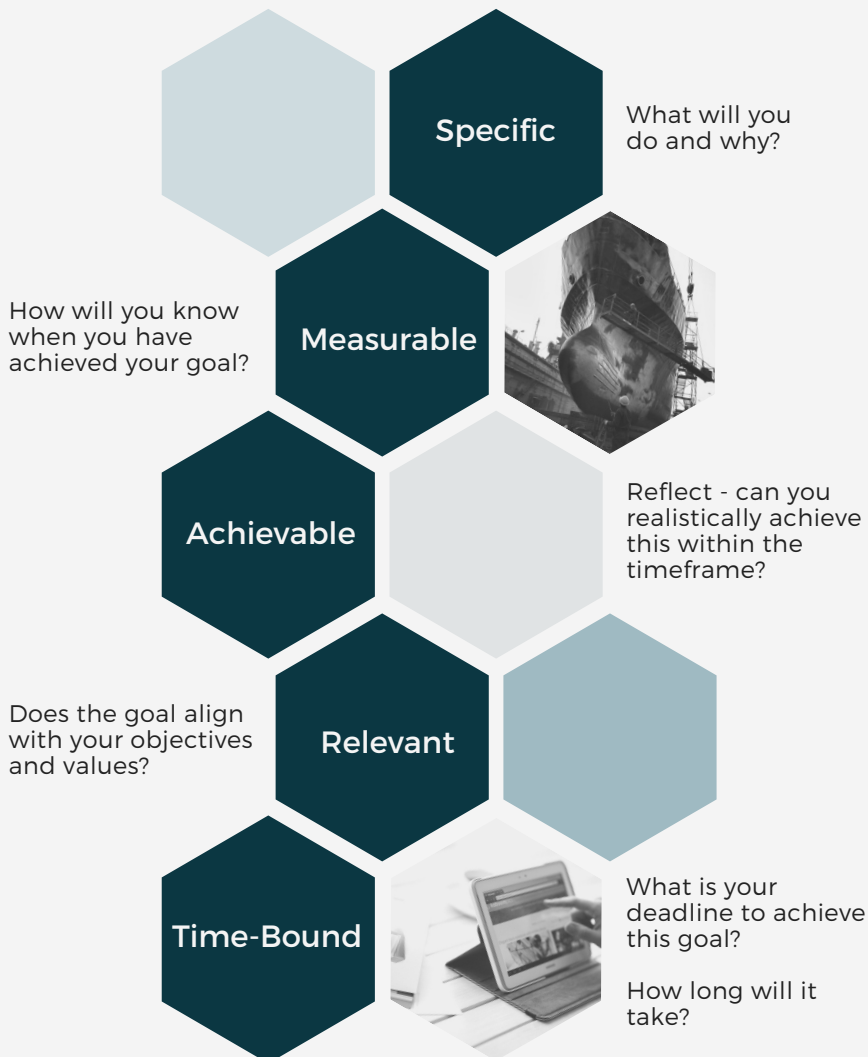 Specific
What will you
do and why?
How will you know
when you have
achieved your goal?
Measurable
Achievable
Reflect - can you
realistically achieve
this within the
timeframe?
Does the goal align
with your objectives
and values?
Relevant
Time-Bound
What is your
deadline to achieve
this goal?
How long will it
take?